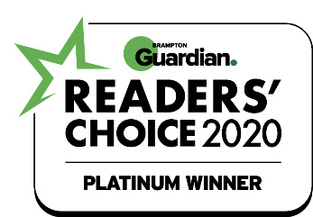 BRAMPTON
Guardian.
READERS'
CHOICE 2020
PLATINUM WINNER